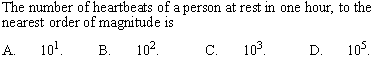 The number of heartbeats of a person at rest in one hour, to the
nearest order of magnitude is
A. 10¹. B. 10². C. 10³. D. 10⁵.